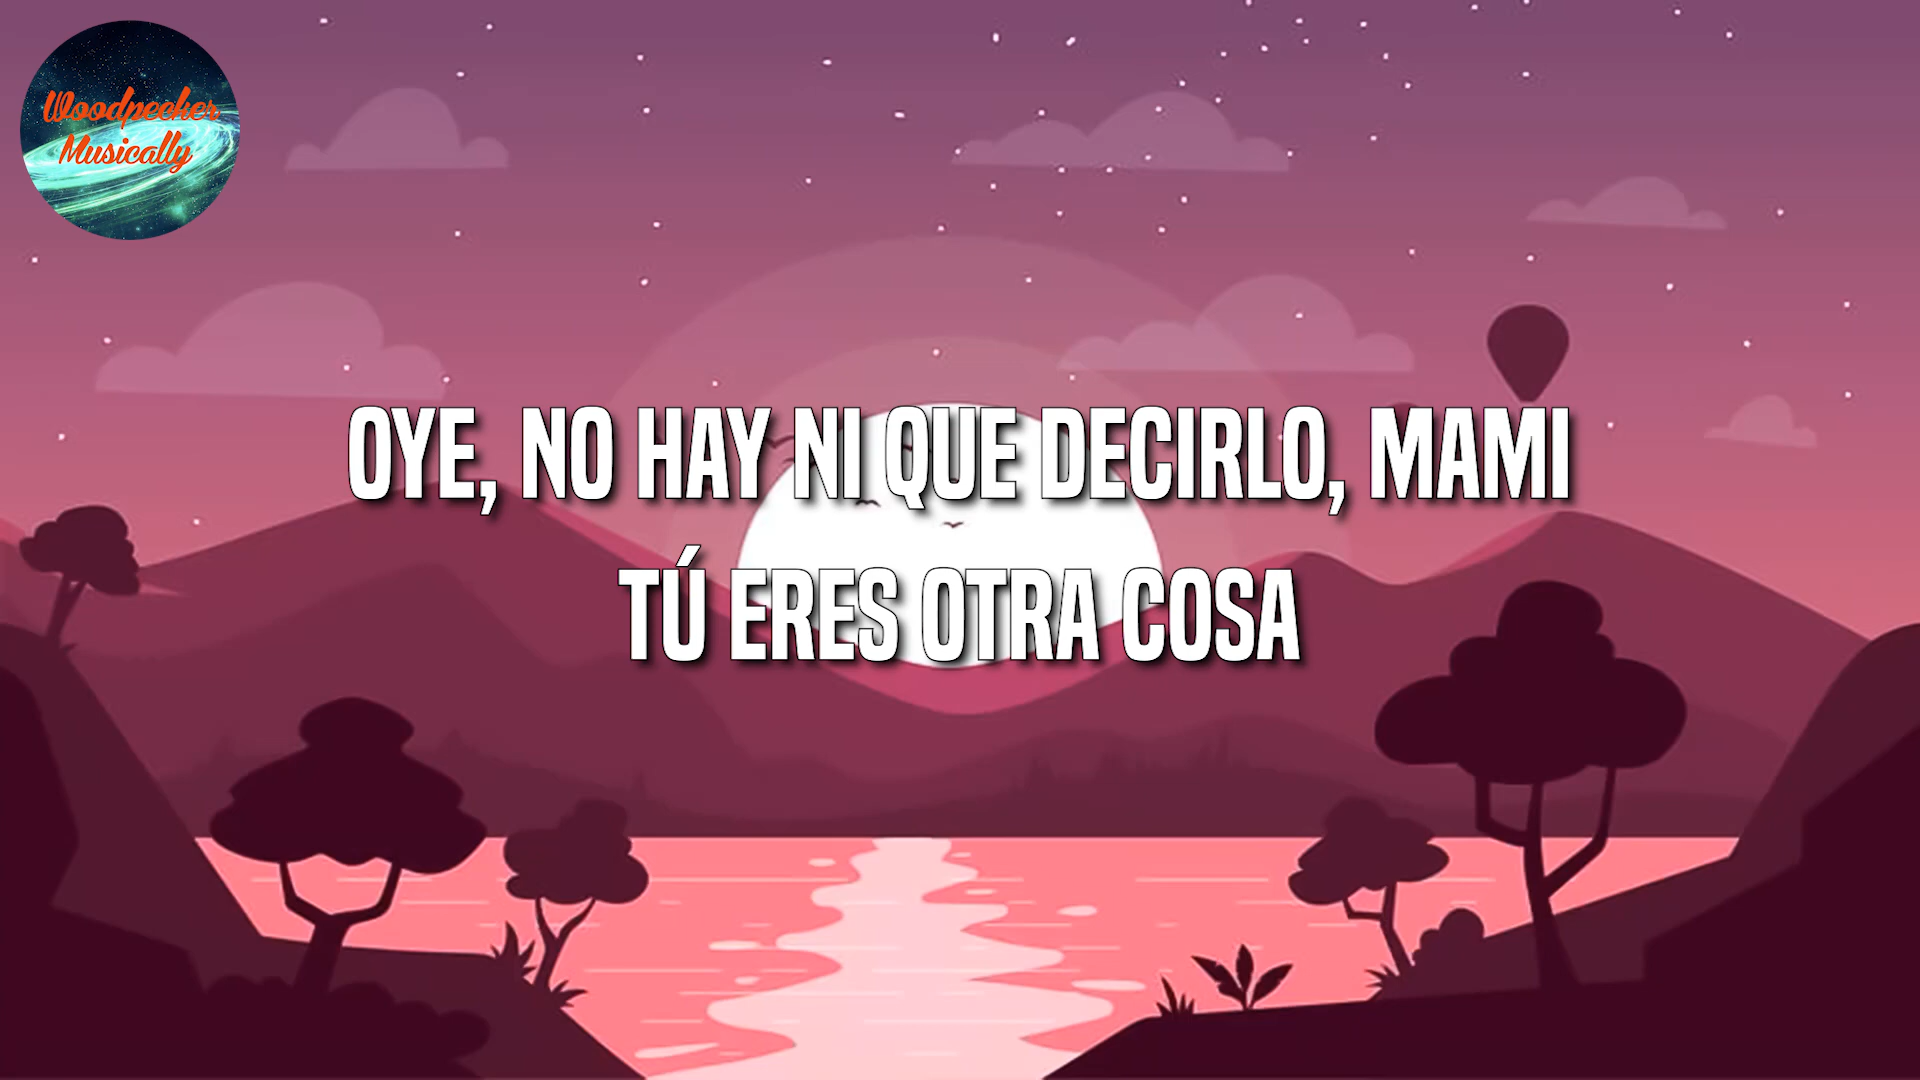 Woodpecker
Musically
OYE, NO HAY NI QUE DECIRLO, MAMI
TÚ ERES OTRA COSA